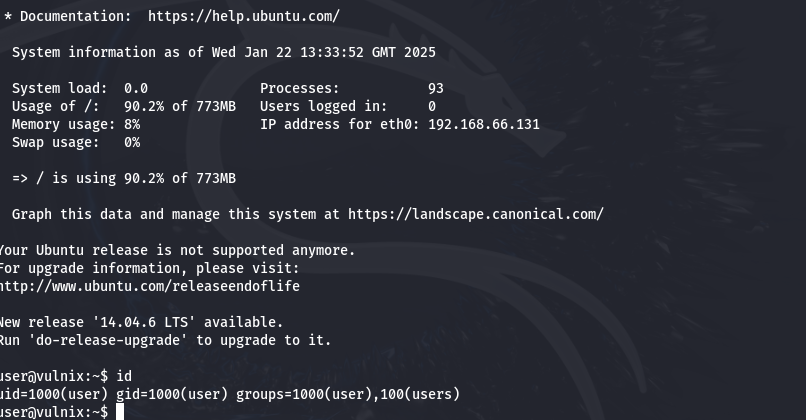 * Documentation:  https://help.ubuntu.com/
System information as of Wed Jan 22 13:33:52 GMT 2025
System load:  0.0               Processes:           93
Usage of /:   90.2% of 773MB   Users logged in:     0
Memory usage: 8%                IP address for eth0: 192.168.66.131
Swap usage:   0%
=> / is using 90.2% of 773MB
Graph this data and manage this system at https://landscape.canonical.com/
Your Ubuntu release is not supported anymore.
For upgrade information, please visit:
http://www.ubuntu.com/releaseendoflife
New release '14.04.6 LTS' available.
Run 'do-release-upgrade' to upgrade to it.
user@vulnix:~$ id
uid=1000(user) gid=1000(user) groups=1000(user),100(users)
user@vulnix:~$